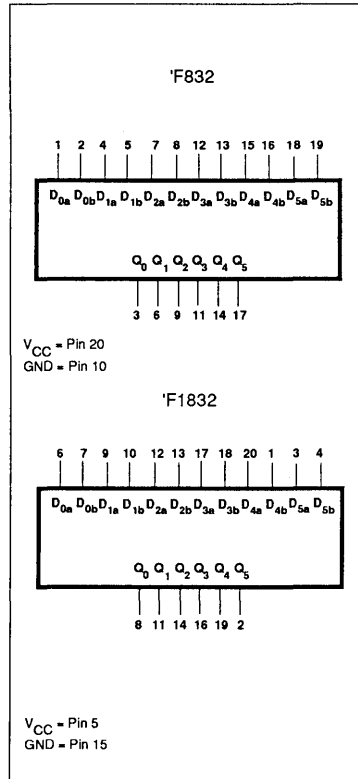 'F832
1 2 4 5 7 8 12 13 15 16 18 19
D0a D0b D1a D1b D2a D2b D3a D3b D4a D4b D5a D5b
Q0 Q1 Q2 Q3 Q4 Q5
3 6 9 11 14 17
VCC = Pin 20
GND = Pin 10
'F1832
6 7 9 10 12 13 17 18 20 1 3 4
D0a D0b D1a D1b D2a D2b D3a D3b D4a D4b D5a D5b
Q0 Q1 Q2 Q3 Q4 Q5
8 11 14 16 19 2
VCC = Pin 5
GND = Pin 15